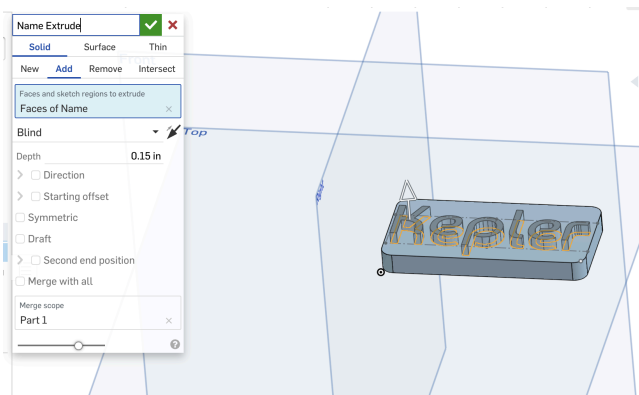 Name Extrude
Solid Surface Thin
New Add Remove Intersect
Faces and sketch regions to extrude
Faces of Name
Blind
Depth 0.15 in
Direction
Starting offset
Symmetric
Draft
Second end position
Merge with all
Merge scope
Part 1
Front
Top
Kepler